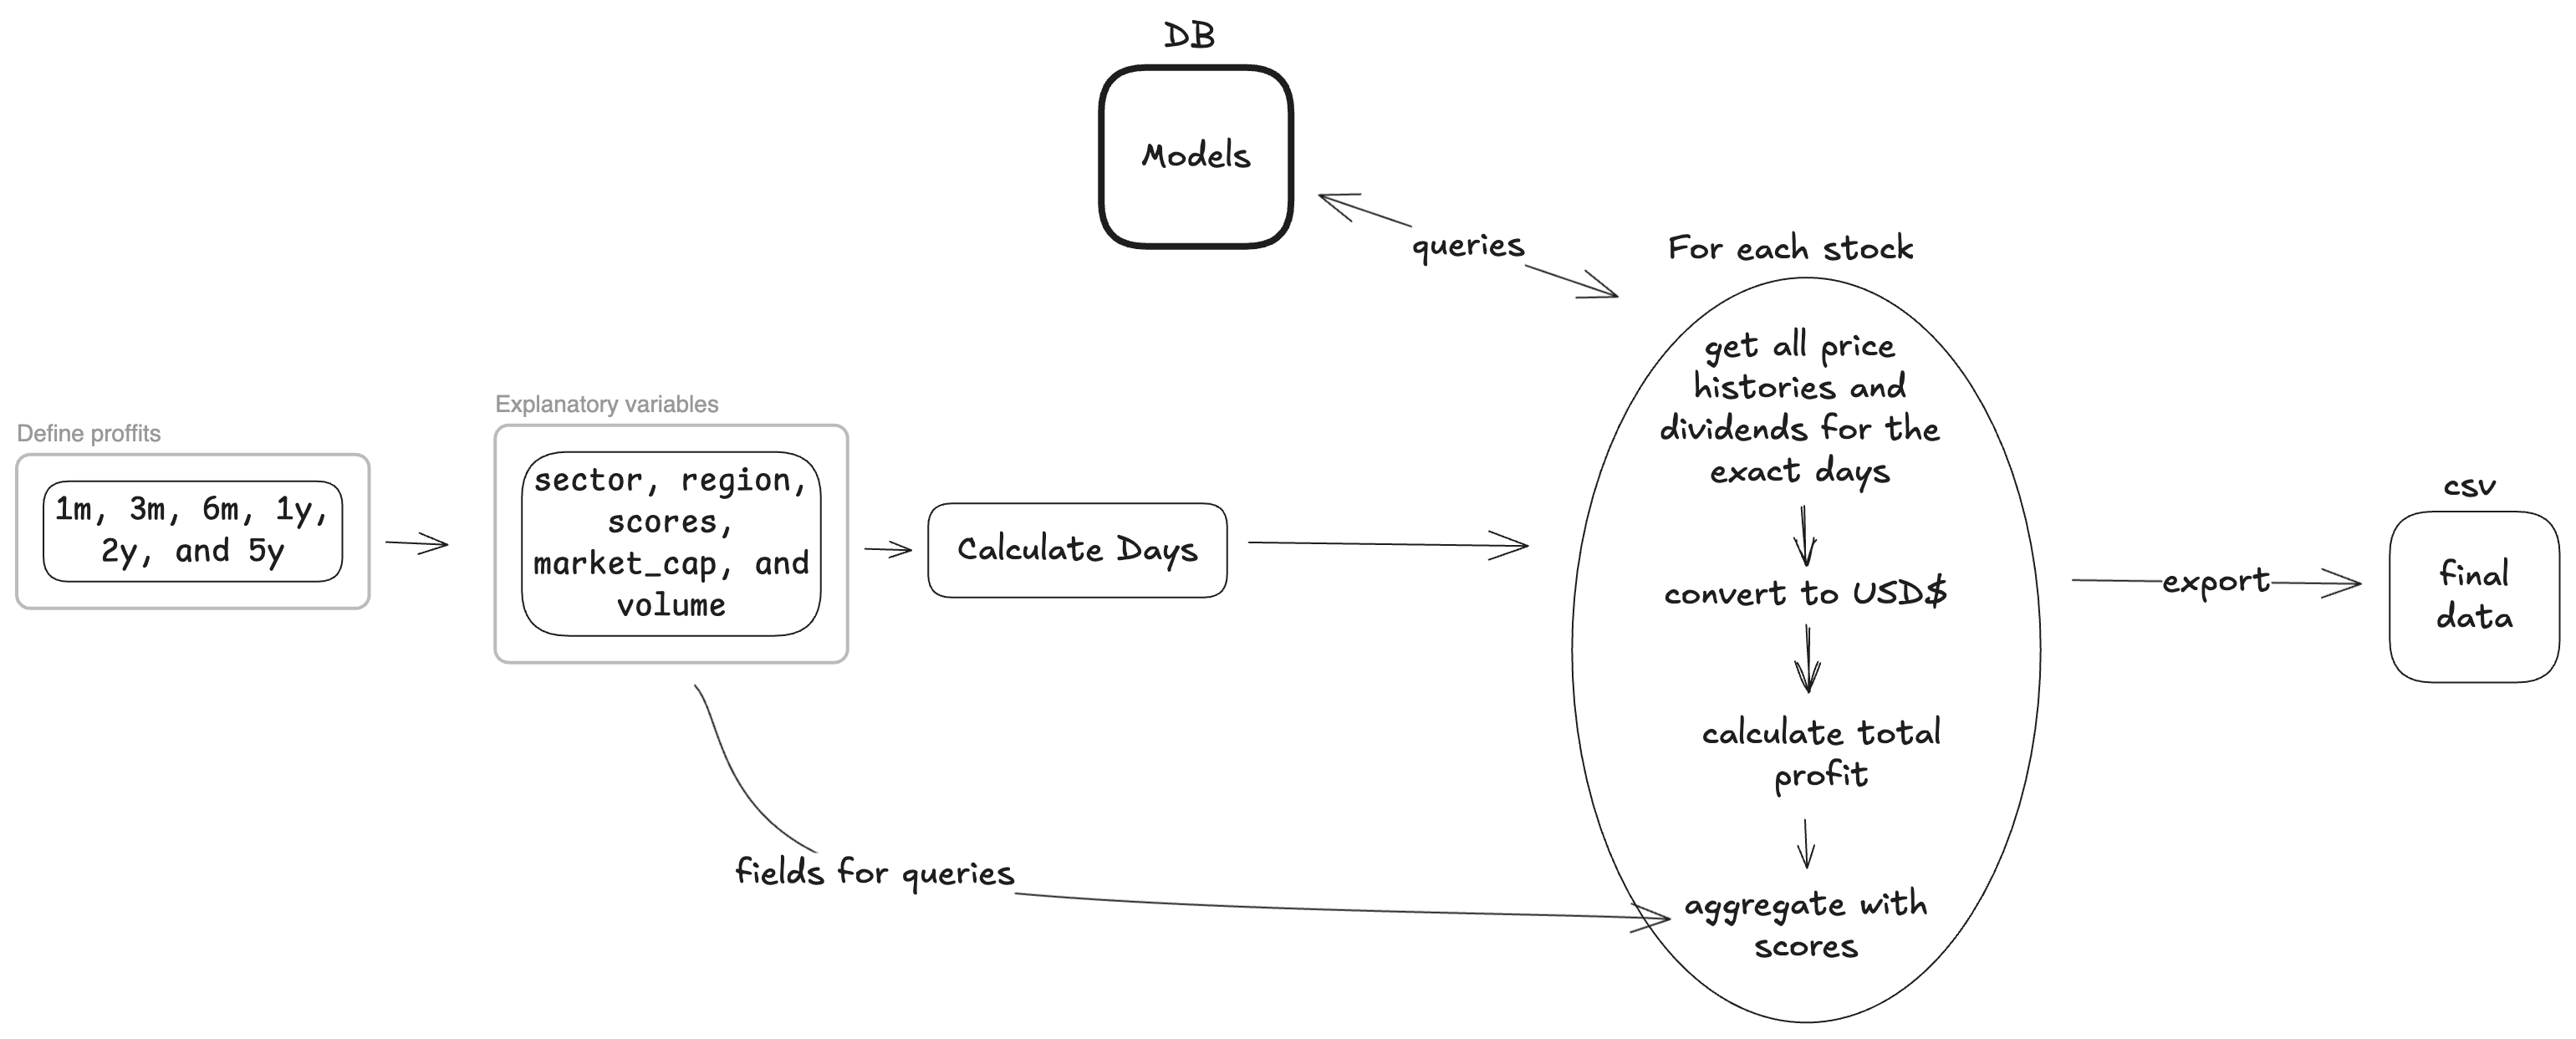 DB
Models
queries
For each stock
get all price
histories and
dividends for the
exact days
convert to USD$
calculate total
profit
aggregate with
scores
Define proffits
1m, 3m, 6m, 1y,
2y, and 5y
Explanatory variables
sector, region,
scores,
market_cap, and
volume
Calculate Days
fields for queries
export
csv
final
data